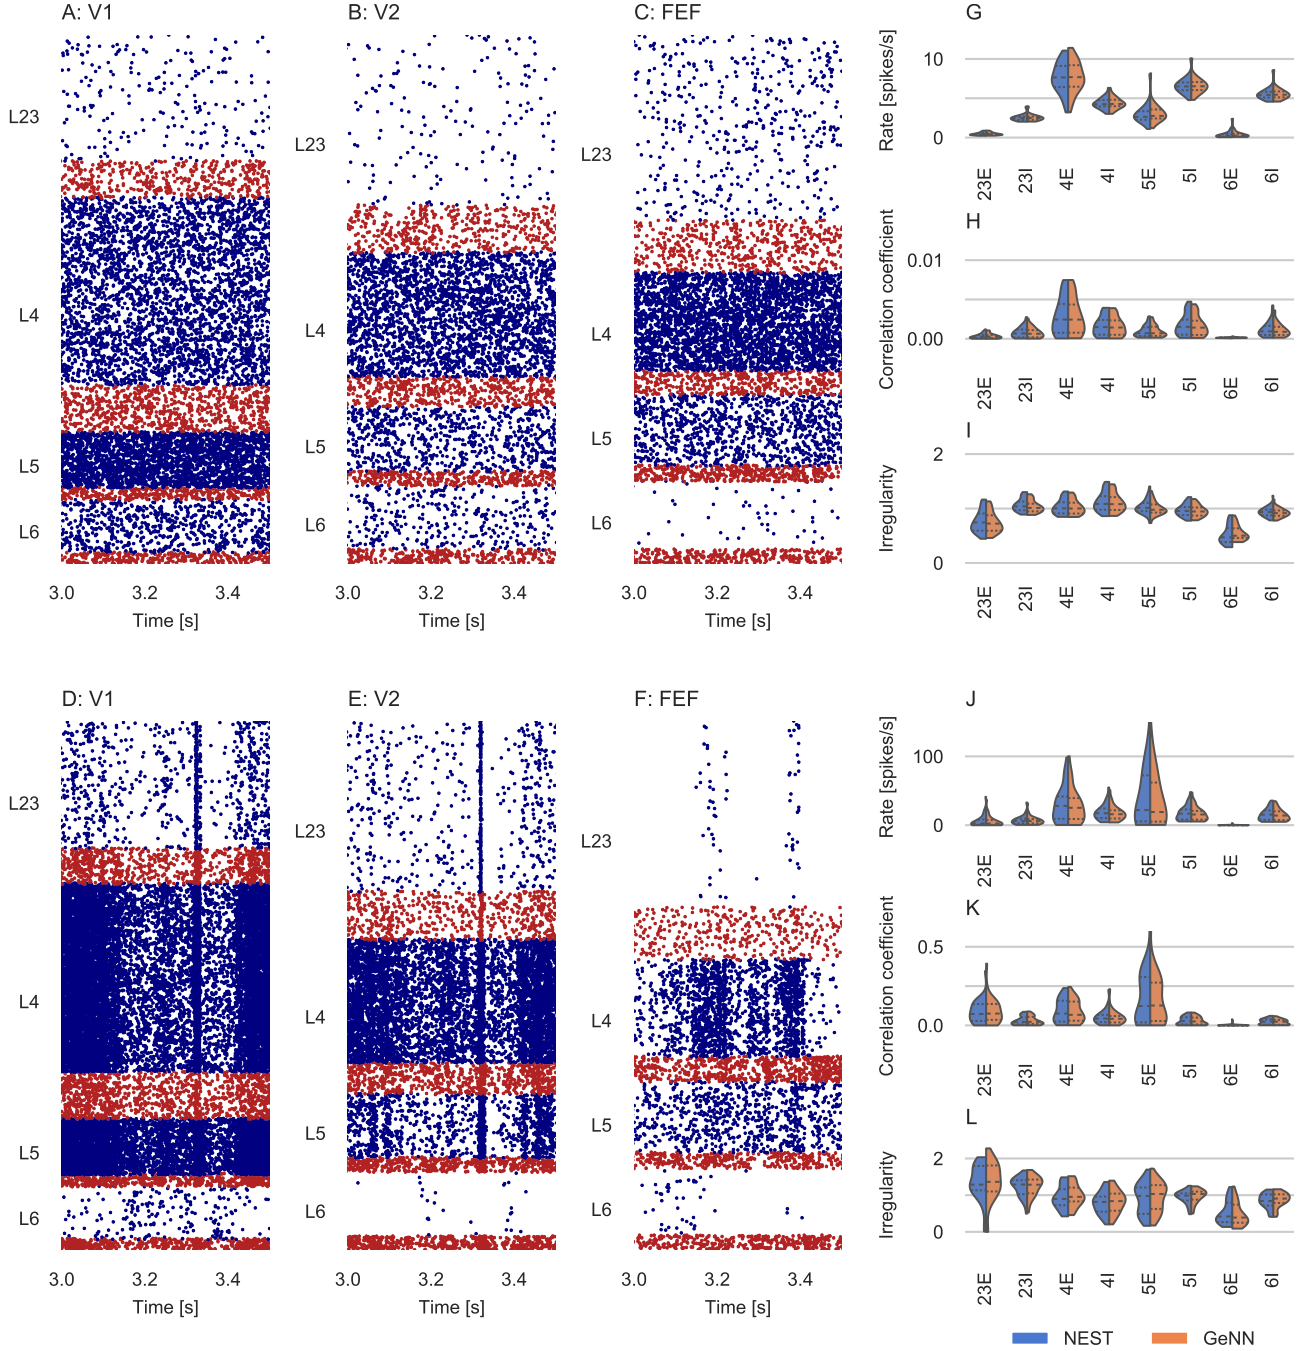 A: V1
B: V2
C: FEF
L23
L4
L5
L6
3.0
3.2
3.4
Time [s]
L23
L4
L5
L6
3.0
3.2
3.4
Time [s]
L23
L4
L5
L6
3.0
3.2
3.4
Time [s]
G
Rate [spikes/s]
10
0
23E
23I
4E
4I
5E
5I
6E
6I
H
Correlation coefficient
0.01
0.00
23E
23I
4E
4I
5E
5I
6E
6I
I
Irregularity
2
0
23E
23I
4E
4I
5E
5I
6E
6I
D: V1
E: V2
F: FEF
L23
L4
L5
L6
3.0
3.2
3.4
Time [s]
L23
L4
L5
L6
3.0
3.2
3.4
Time [s]
L23
L4
L5
L6
3.0
3.2
3.4
Time [s]
J
Rate [spikes/s]
100
0
23E
23I
4E
4I
5E
5I
6E
6I
K
Correlation coefficient
0.5
0.0
23E
23I
4E
4I
5E
5I
6E
6I
L
Irregularity
2
1
0
23E
23I
4E
4I
5E
5I
6E
6I
NEST
GeNN